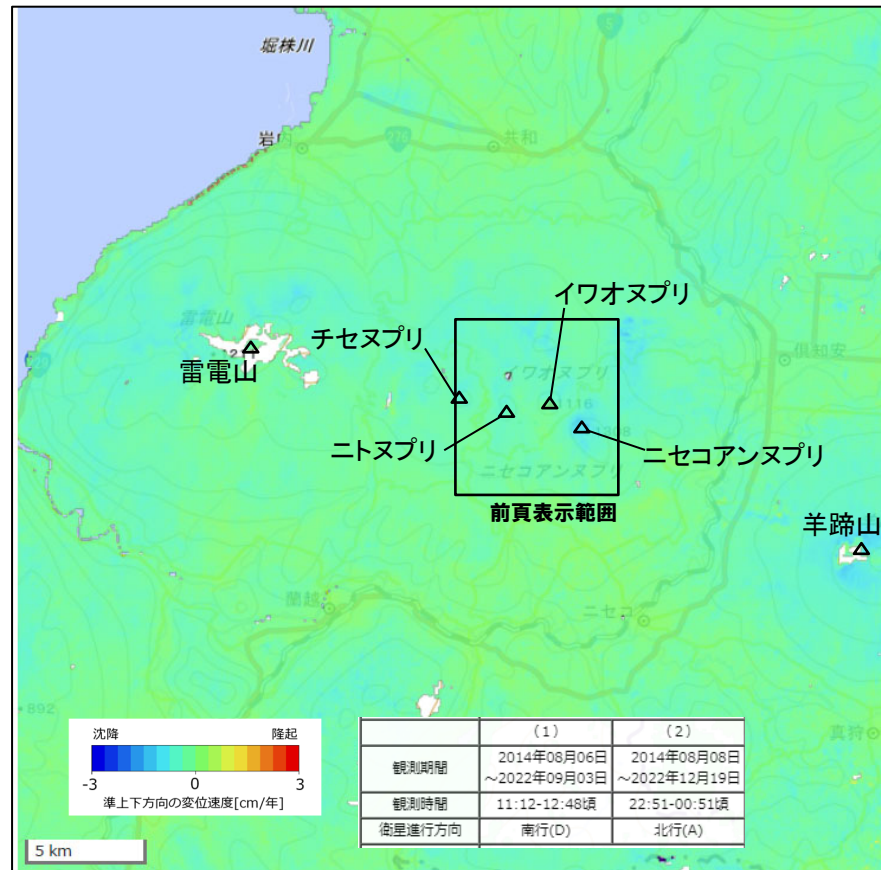 堀株川
5
岩内
276
共和
イワオヌプリ
チセヌプリ
雷電山
1211
雷電山
イワオヌプリ
1116
倶知安
1308
ニトヌプリ
ニセコアンヌプリ
ニセコアンヌプリ
前頁表示範囲
羊蹄山
蘭越
ニセコ
892
真狩
沈降 隆起
-3 0 3
準上下方向の変位速度[cm/年]
(1) (2)
観測期間 2014年08月06日～2022年09月03日 2014年08月08日～2022年12月19日
観測時間 11:12-12:48頃 22:51-00:51頃
衛星進行方向 南行(D) 北行(A)
5 km